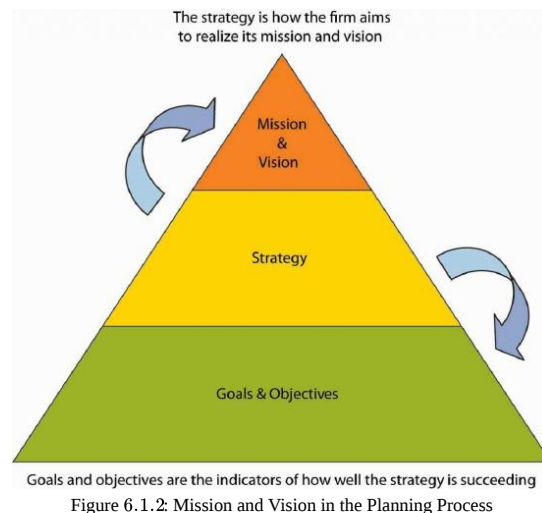 The strategy is how the firm aims
to realize its mission and vision
Mission
&
Vision
Strategy
Goals & Objectives
Goals and objectives are the indicators of how well the strategy is succeeding
Figure 6.1.2: Mission and Vision in the Planning Process